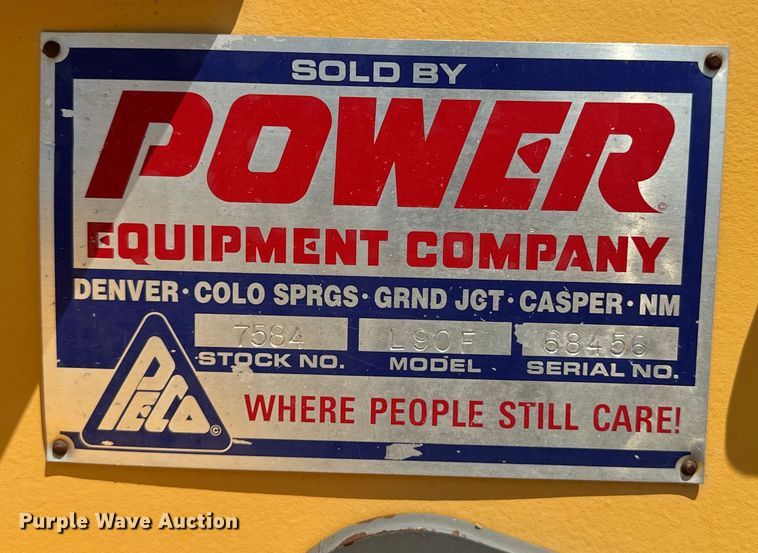 SOLD BY
POWER
EQUIPMENT COMPANY
DENVER · COLO SPRGS · GRND JCT · CASPER · NM
7584 L90F 68456
STOCK NO. MODEL SERIAL NO.
PECO
WHERE PEOPLE STILL CARE!
Purple Wave Auction